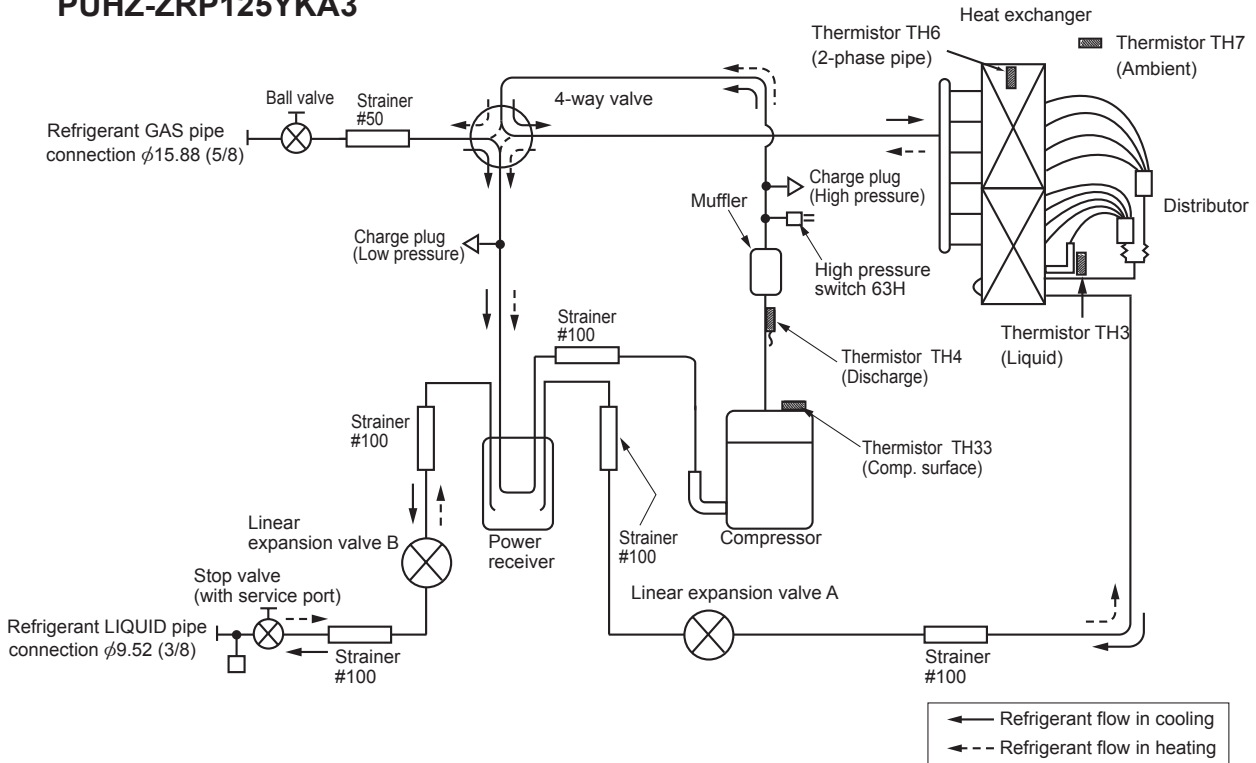 PUHZ-ZRP125YKA3
Heat exchanger
Thermistor TH6
(2-phase pipe)
Thermistor TH7
(Ambient)
Ball valve
Strainer
#50
4-way valve
Refrigerant GAS pipe
connection ϕ15.88 (5/8)
Charge plug
(High pressure)
Muffler
Distributor
Charge plug
(Low pressure)
High pressure
switch 63H
Strainer
#100
Thermistor TH3
(Liquid)
Thermistor TH4
(Discharge)
Strainer
#100
Thermistor TH33
(Comp. surface)
Linear
expansion valve B
Power
receiver
Strainer
#100
Compressor
Stop valve
(with service port)
Linear expansion valve A
Refrigerant LIQUID pipe
connection ϕ9.52 (3/8)
Strainer
#100
Strainer
#100
Refrigerant flow in cooling
Refrigerant flow in heating